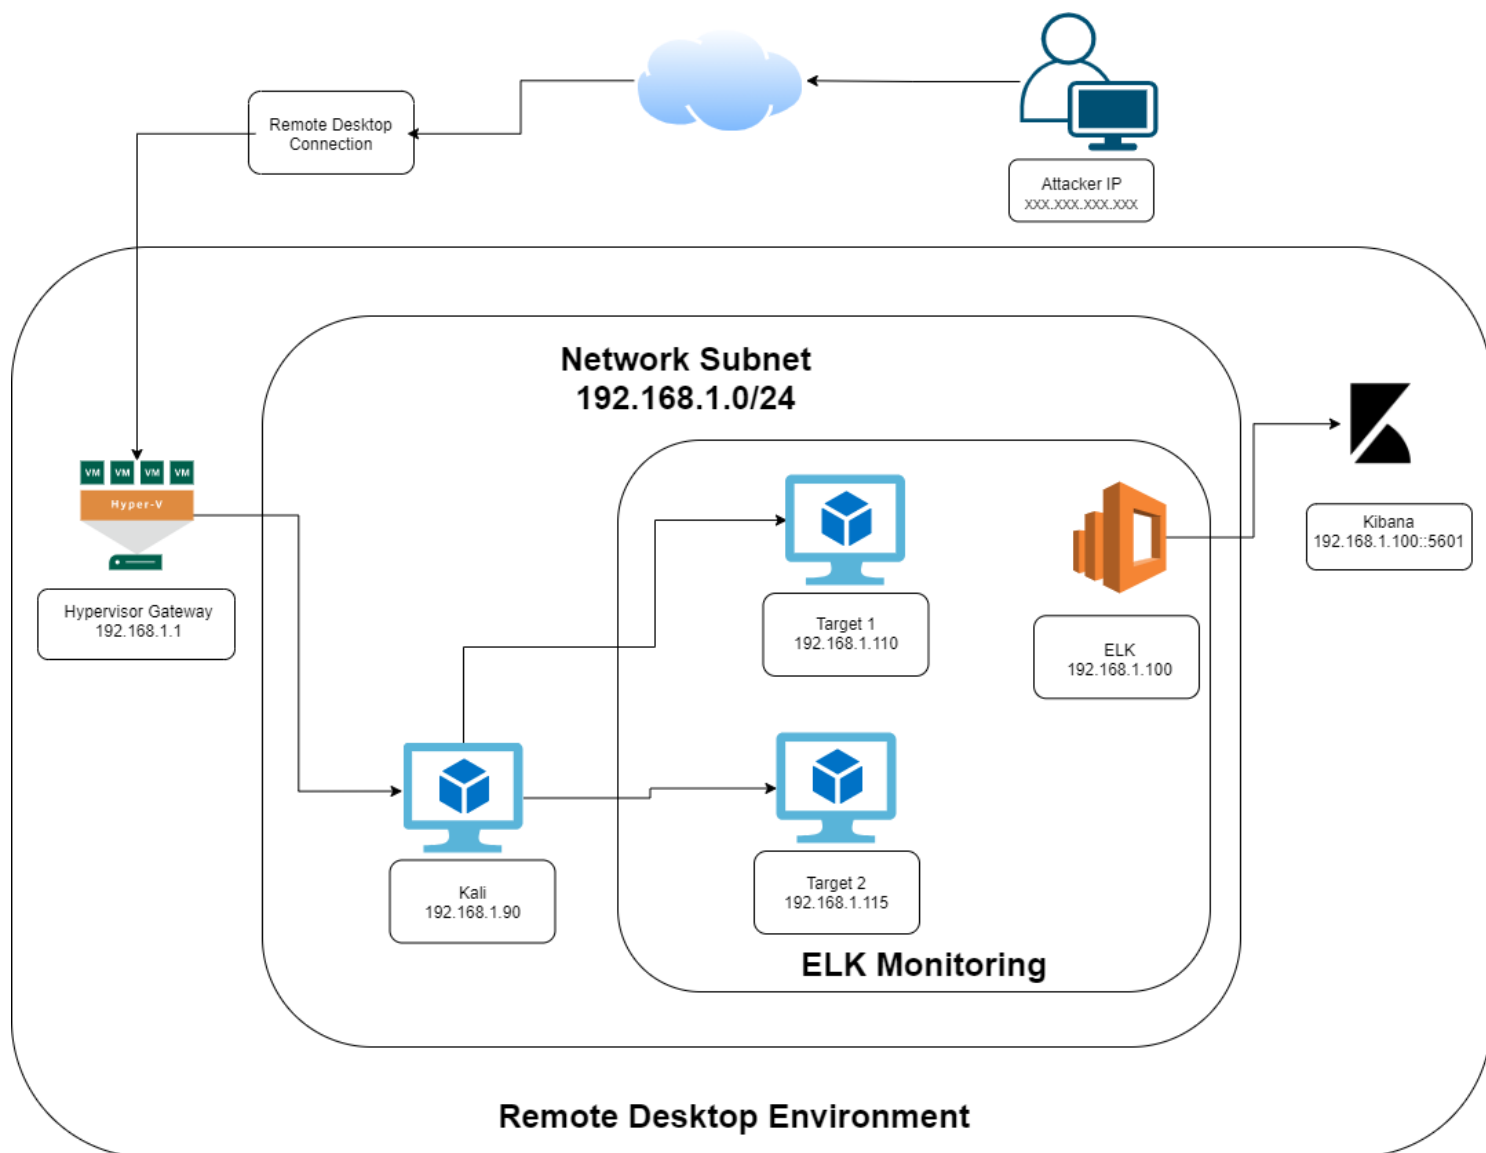 Remote Desktop
Connection
Attacker IP
xxx.xxx.xxx.xxx
Network Subnet
192.168.1.0/24
VM VM VM VM
Hyper-V
Hypervisor Gateway
192.168.1.1
Kibana
192.168.1.100::5601
Target 1
192.168.1.110
ELK
192.168.1.100
Kali
192.168.1.90
Target 2
192.168.1.115
ELK Monitoring
Remote Desktop Environment